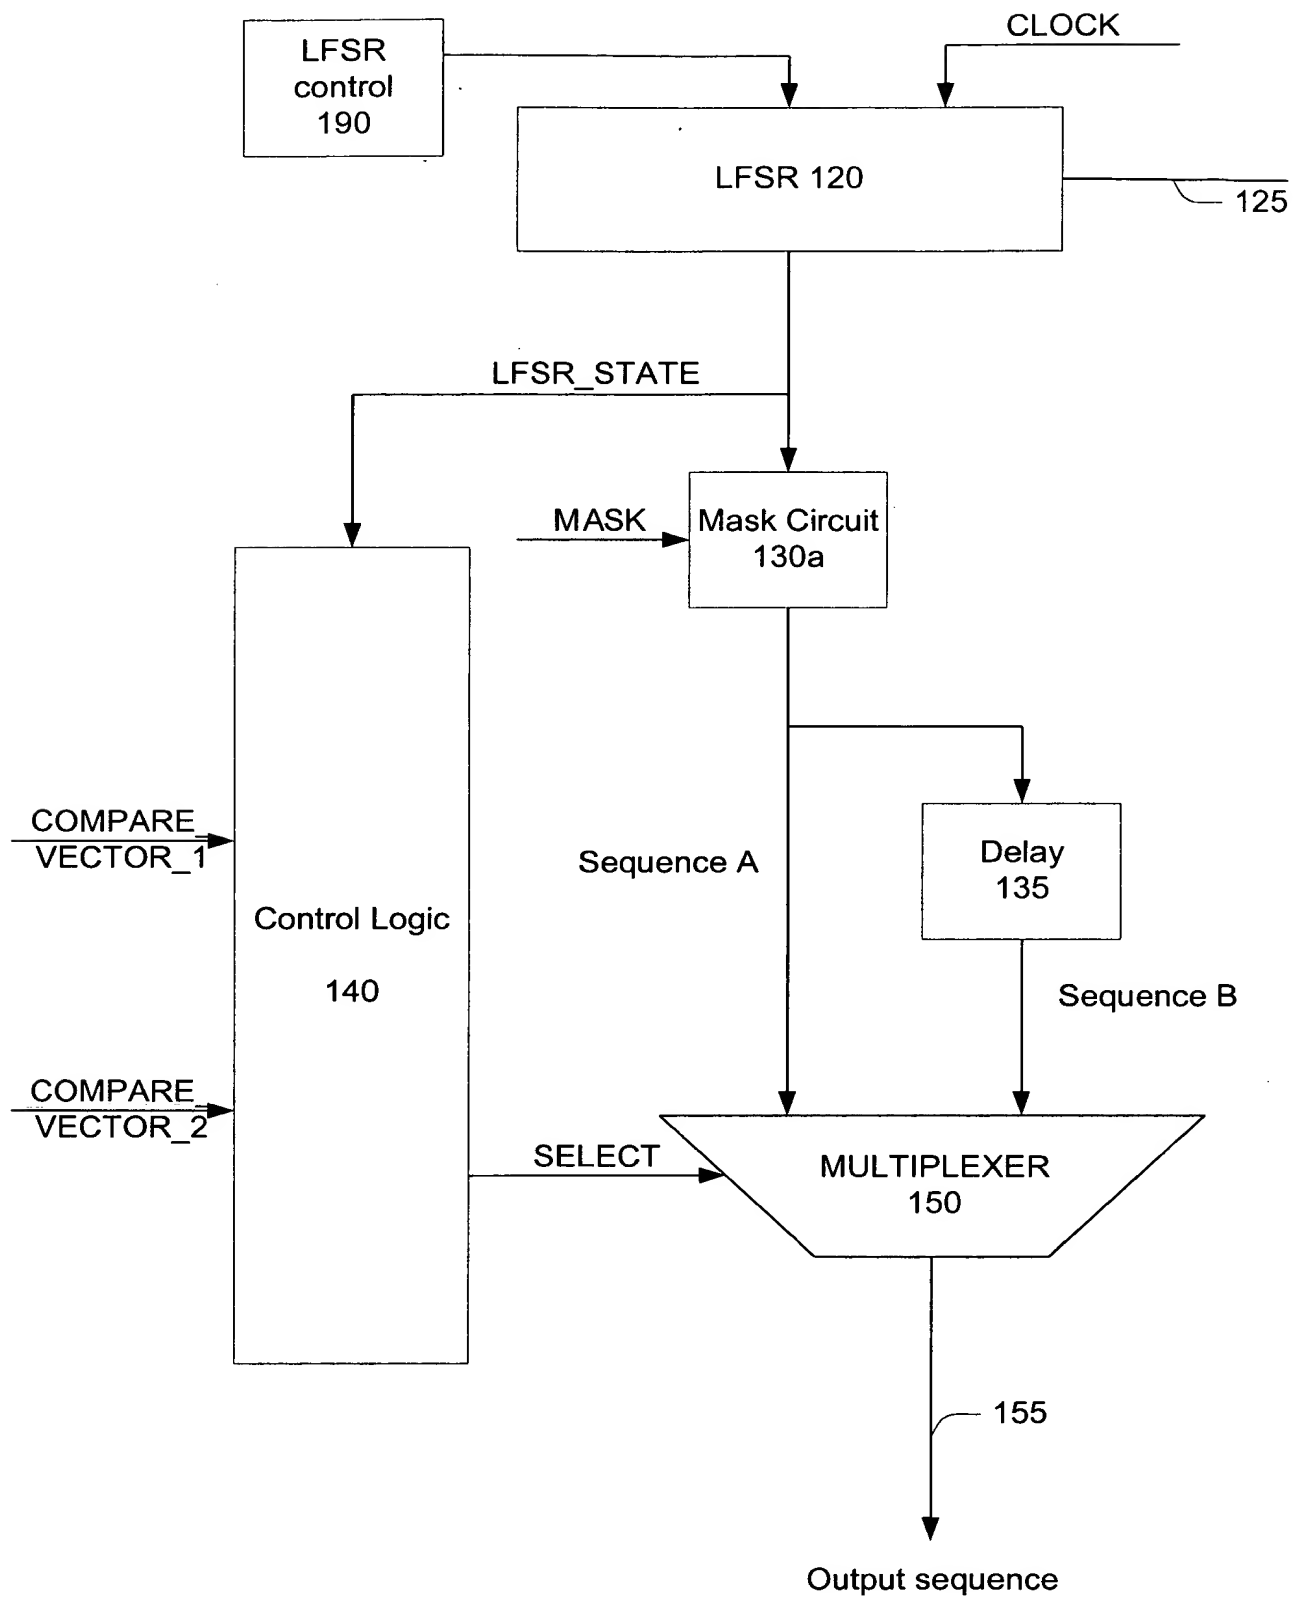 CLOCK
LFSR
control
190
LFSR 120
125
LFSR_STATE
MASK
Mask Circuit
130a
COMPARE_
VECTOR_1
Sequence A
Delay
135
Control Logic
140
Sequence B
COMPARE_
VECTOR_2
SELECT
MULTIPLEXER
150
155
Output sequence